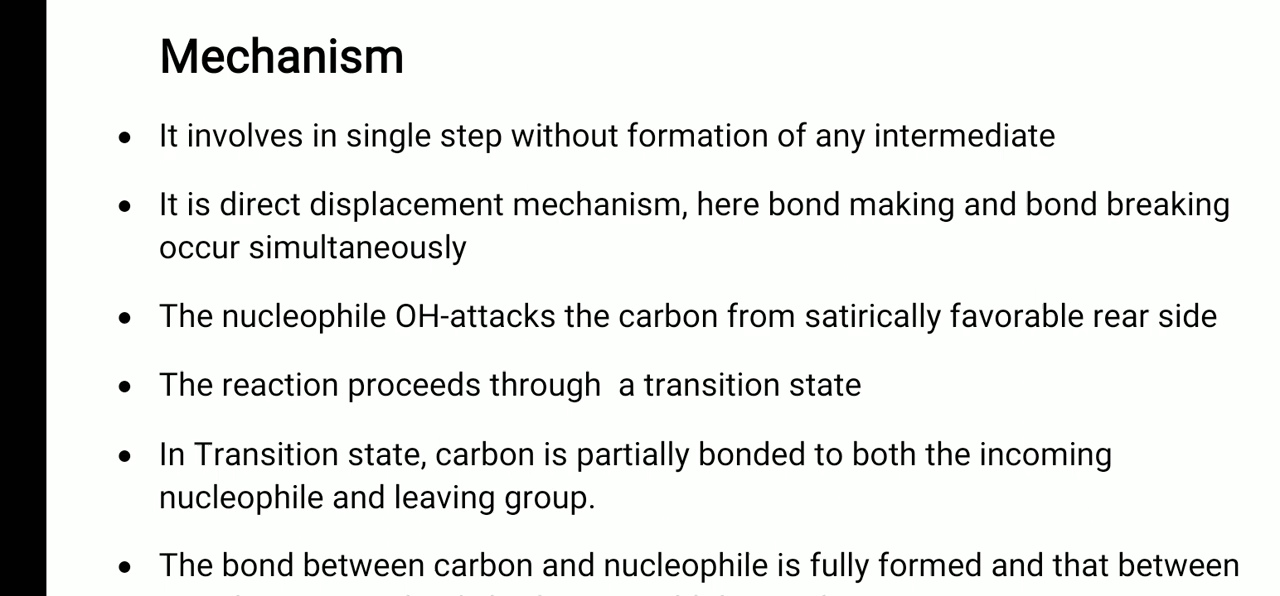 Mechanism
• It involves in single step without formation of any intermediate
• It is direct displacement mechanism, here bond making and bond breaking
occur simultaneously
• The nucleophile OH-attacks the carbon from satirically favorable rear side
• The reaction proceeds through  a transition state
• In Transition state, carbon is partially bonded to both the incoming
nucleophile and leaving group.
• The bond between carbon and nucleophile is fully formed and that between